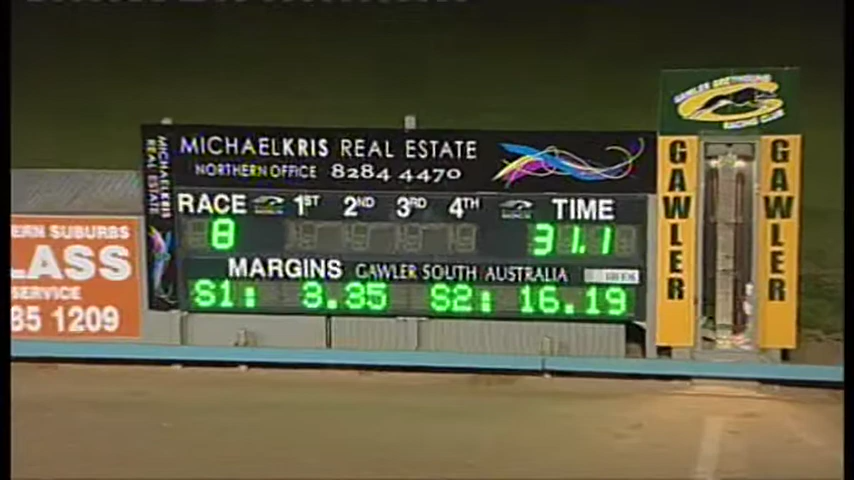 GAWLER GREYHOUND
RACING CLUB
MICHAELKRIS REAL ESTATE
NORTHERN OFFICE 8284 4470
MICHAELKRIS
REAL ESTATE
RACE 1ST 2ND 3RD 4TH TIME
8 31.1
MARGINS GAWLER SOUTH AUSTRALIA
S1: 3.35 S2: 16.19
GAWLER
GAWLER
ERN SUBURBS
LASS
SERVICE
85 1209